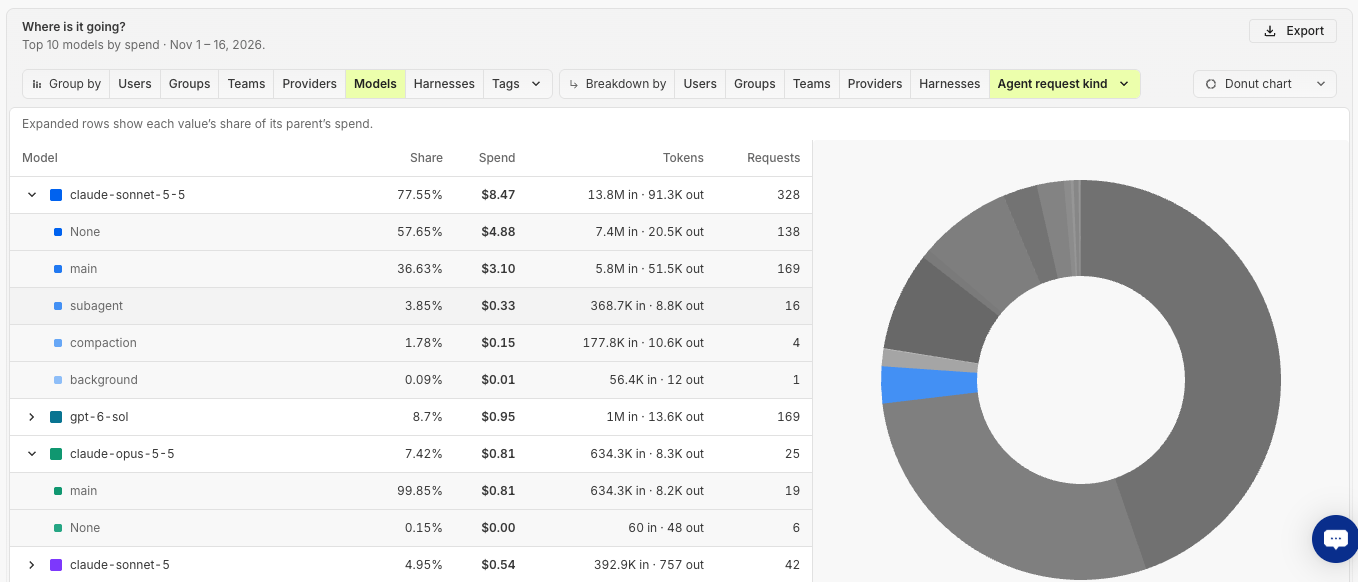 Where is it going?
Top 10 models by spend · Nov 1 – 16, 2026.
Export
Group by Users Groups Teams Providers Models Harnesses Tags
Breakdown by Users Groups Teams Providers Harnesses Agent request kind
Donut chart
Expanded rows show each value's share of its parent's spend.
Model Share Spend Tokens Requests
claude-sonnet-5-5 77.55% $8.47 13.8M in · 91.3K out 328
None 57.65% $4.88 7.4M in · 20.5K out 138
main 36.63% $3.10 5.8M in · 51.5K out 169
subagent 3.85% $0.33 368.7K in · 8.8K out 16
compaction 1.78% $0.15 177.8K in · 10.6K out 4
background 0.09% $0.01 56.4K in · 12 out 1
gpt-6-sol 8.7% $0.95 1M in · 13.6K out 169
claude-opus-5-5 7.42% $0.81 634.3K in · 8.3K out 25
main 99.85% $0.81 634.3K in · 8.2K out 19
None 0.15% $0.00 60 in · 48 out 6
claude-sonnet-5 4.95% $0.54 392.9K in · 757 out 42